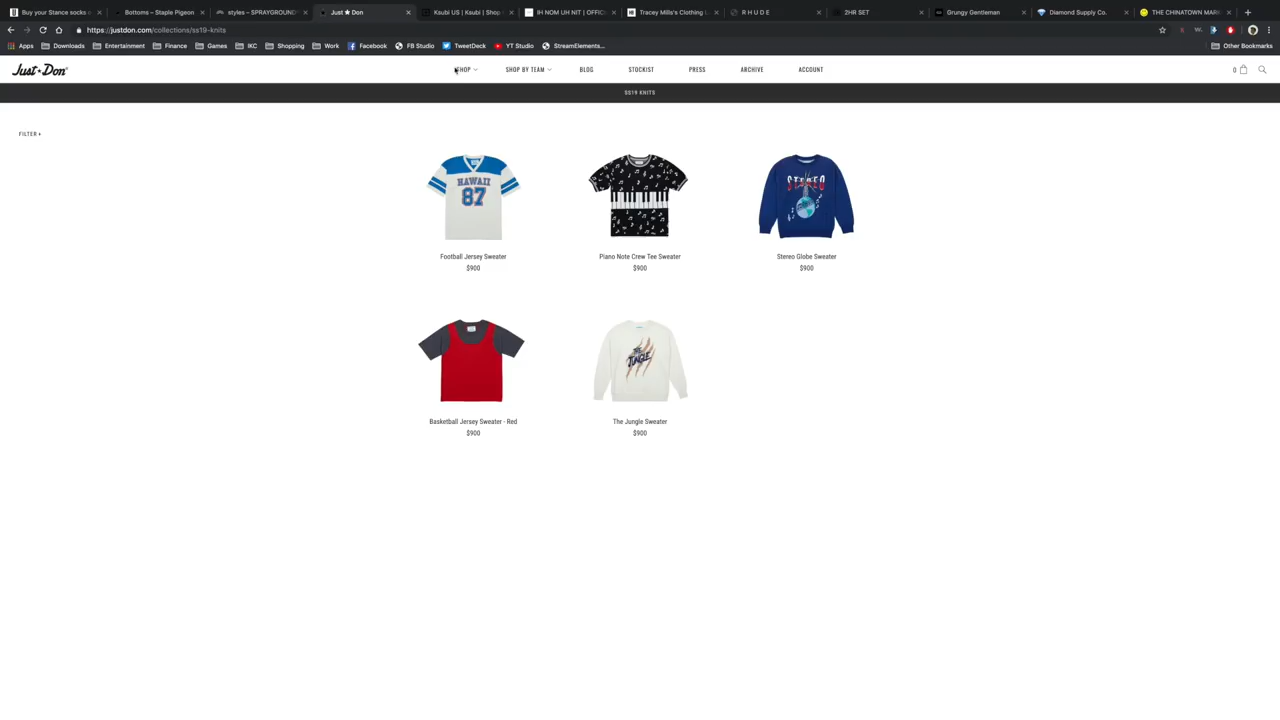 Buy your Stance socks
Bottoms – Staple Pigeon
styles – SPRAYGROUND
Just ★ Don
Ksubi US | Ksubi | Shop
IH NOM UH NIT | OFFIC
Tracey Mills's Clothing
R H U D E
2HR SET
Grungy Gentleman
Diamond Supply Co.
THE CHINATOWN MAR
https://justdon.com/collections/ss19-knits
Apps
Downloads
Entertainment
Finance
Games
IKC
Shopping
Work
Facebook
FB Studio
TweetDeck
YT Studio
StreamElements...
Other Bookmarks
Just★Don
SHOP
SHOP BY TEAM
BLOG
STOCKIST
PRESS
ARCHIVE
ACCOUNT
0
SS19 KNITS
FILTER +
HAWAII
87
STEREO
Football Jersey Sweater
$900
Piano Note Crew Tee Sweater
$900
Stereo Globe Sweater
$900
THE
JUNGLE
Basketball Jersey Sweater - Red
$900
The Jungle Sweater
$900